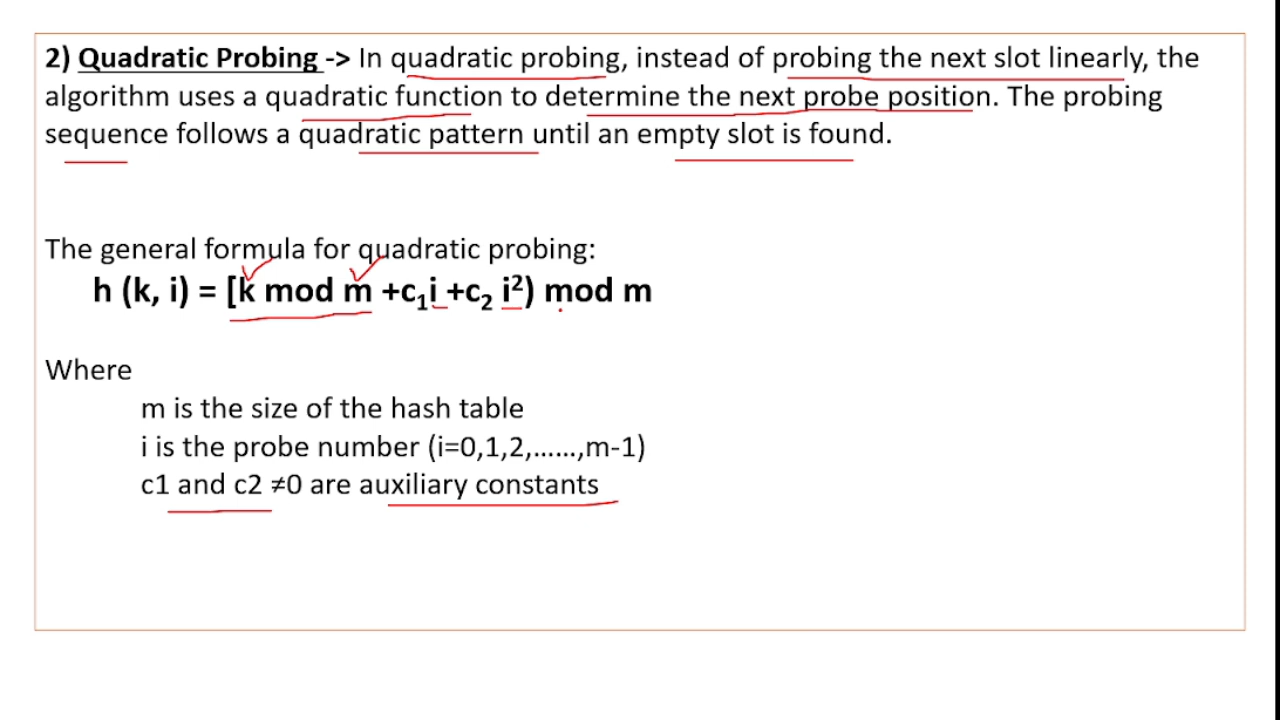 2) Quadratic Probing -> In quadratic probing, instead of probing the next slot linearly, the
algorithm uses a quadratic function to determine the next probe position. The probing
sequence follows a quadratic pattern until an empty slot is found.
The general formula for quadratic probing:
h (k, i) = [k mod m +c₁i +c₂ i²) mod m
Where
m is the size of the hash table
i is the probe number (i=0,1,2,……,m-1)
c1 and c2 ≠0 are auxiliary constants